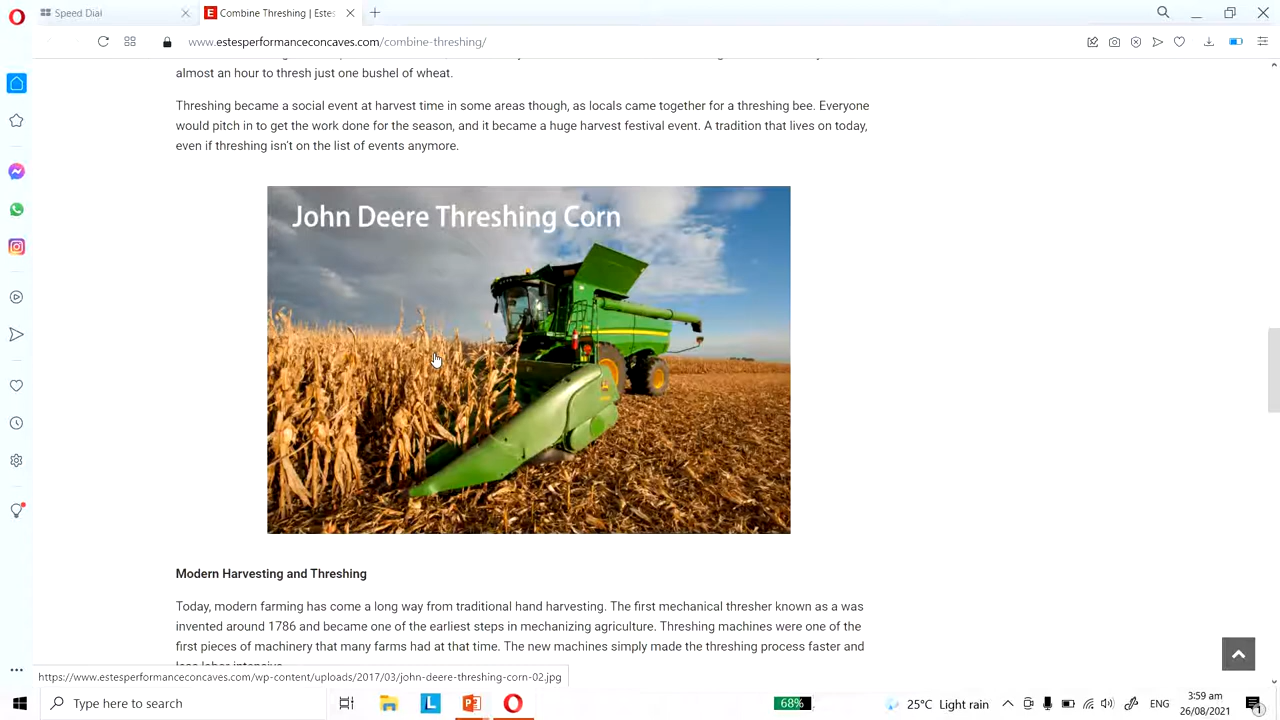 Speed Dial
Combine Threshing | Estes
www.estesperformanceconcaves.com/combine-threshing/
almost an hour to thresh just one bushel of wheat.
Threshing became a social event at harvest time in some areas though, as locals came together for a threshing bee. Everyone
would pitch in to get the work done for the season, and it became a huge harvest festival event. A tradition that lives on today,
even if threshing isn't on the list of events anymore.
John Deere Threshing Corn
Modern Harvesting and Threshing
Today, modern farming has come a long way from traditional hand harvesting. The first mechanical thresher known as a was
invented around 1786 and became one of the earliest steps in mechanizing agriculture. Threshing machines were one of the
first pieces of machinery that many farms had at that time. The new machines simply made the threshing process faster and
https://www.estesperformanceconcaves.com/wp-content/uploads/2017/03/john-deere-threshing-corn-02.jpg
Type here to search
68%
25°C Light rain
ENG
3:59 am
26/08/2021
1